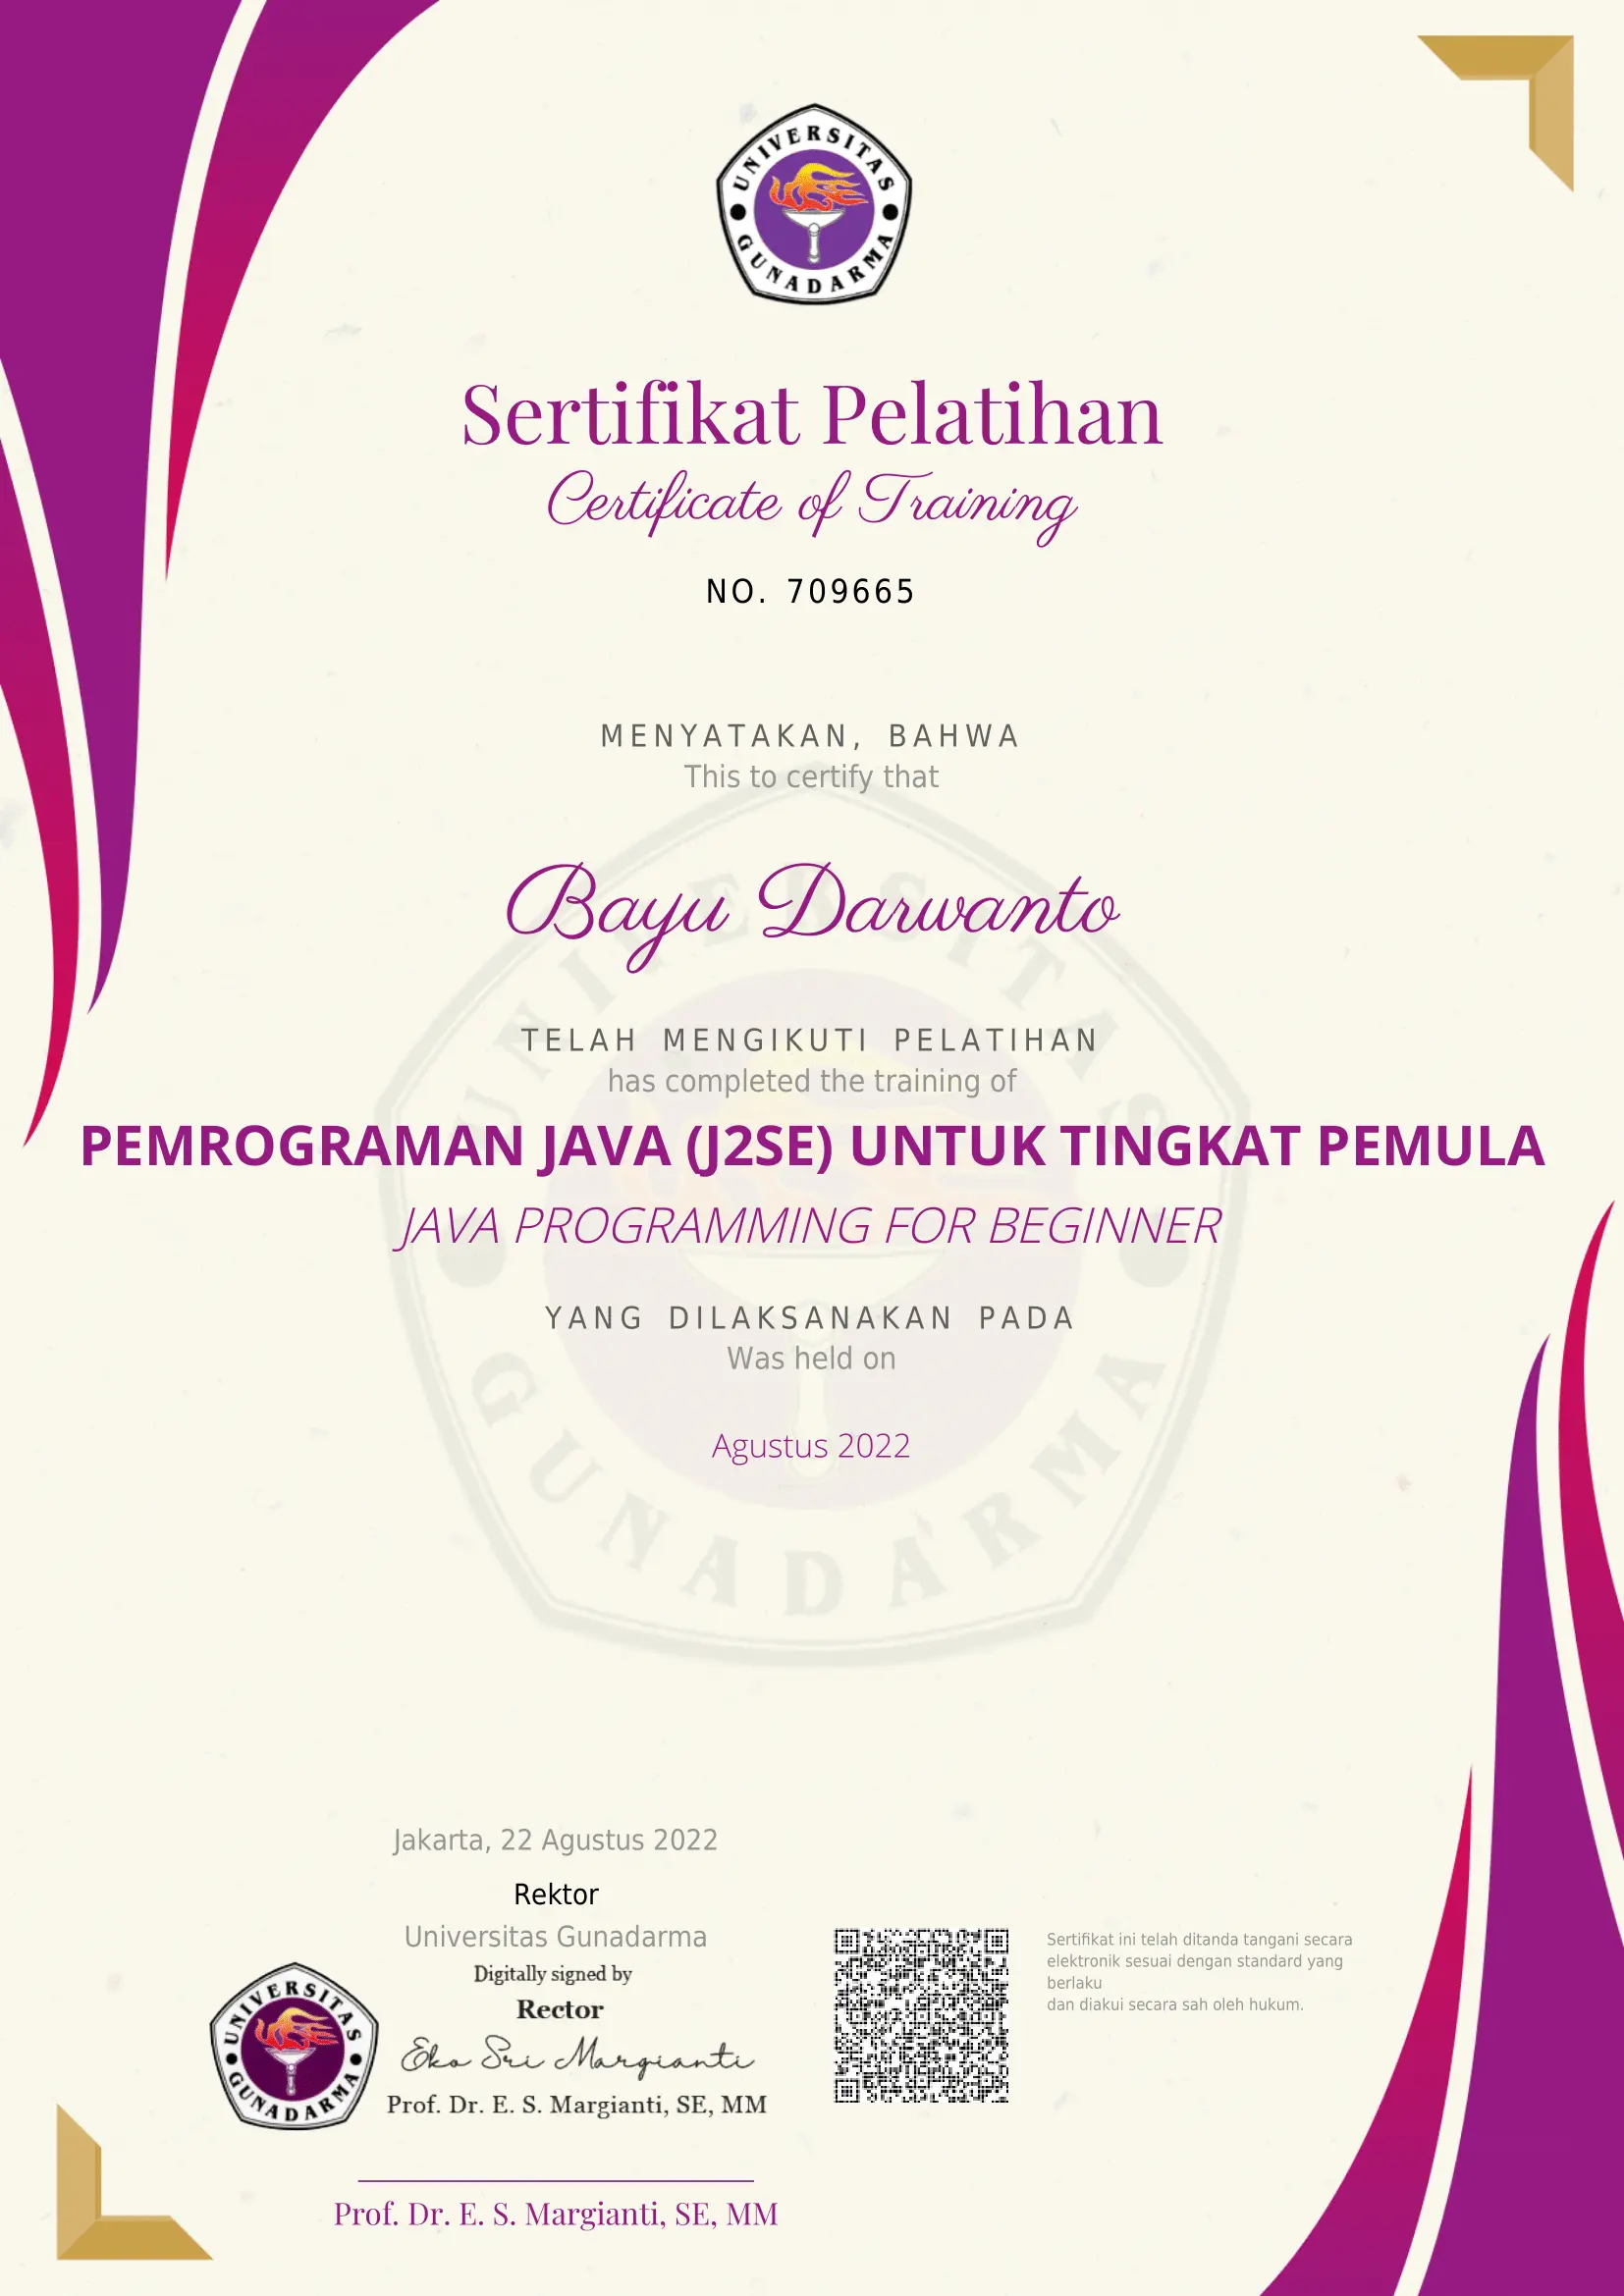 UNIVERSITAS
GUNADARMA
Sertifikat Pelatihan
Certificate of Training
NO. 709665
MENYATAKAN, BAHWA
This to certify that
Bayu Darwanto
TELAH MENGIKUTI PELATIHAN
has completed the training of
PEMROGRAMAN JAVA (J2SE) UNTUK TINGKAT PEMULA
JAVA PROGRAMMING FOR BEGINNER
YANG DILAKSANAKAN PADA
Was held on
Agustus 2022
UNIVERSITAS
GUNADARMA
Jakarta, 22 Agustus 2022
Rektor
Universitas Gunadarma
Digitally signed by
Rector
Eko Sri Margianti
Prof. Dr. E. S. Margianti, SE, MM
UNIVERSITAS
GUNADARMA
Sertifikat ini telah ditanda tangani secara
elektronik sesuai dengan standard yang
berlaku
dan diakui secara sah oleh hukum.
Prof. Dr. E. S. Margianti, SE, MM